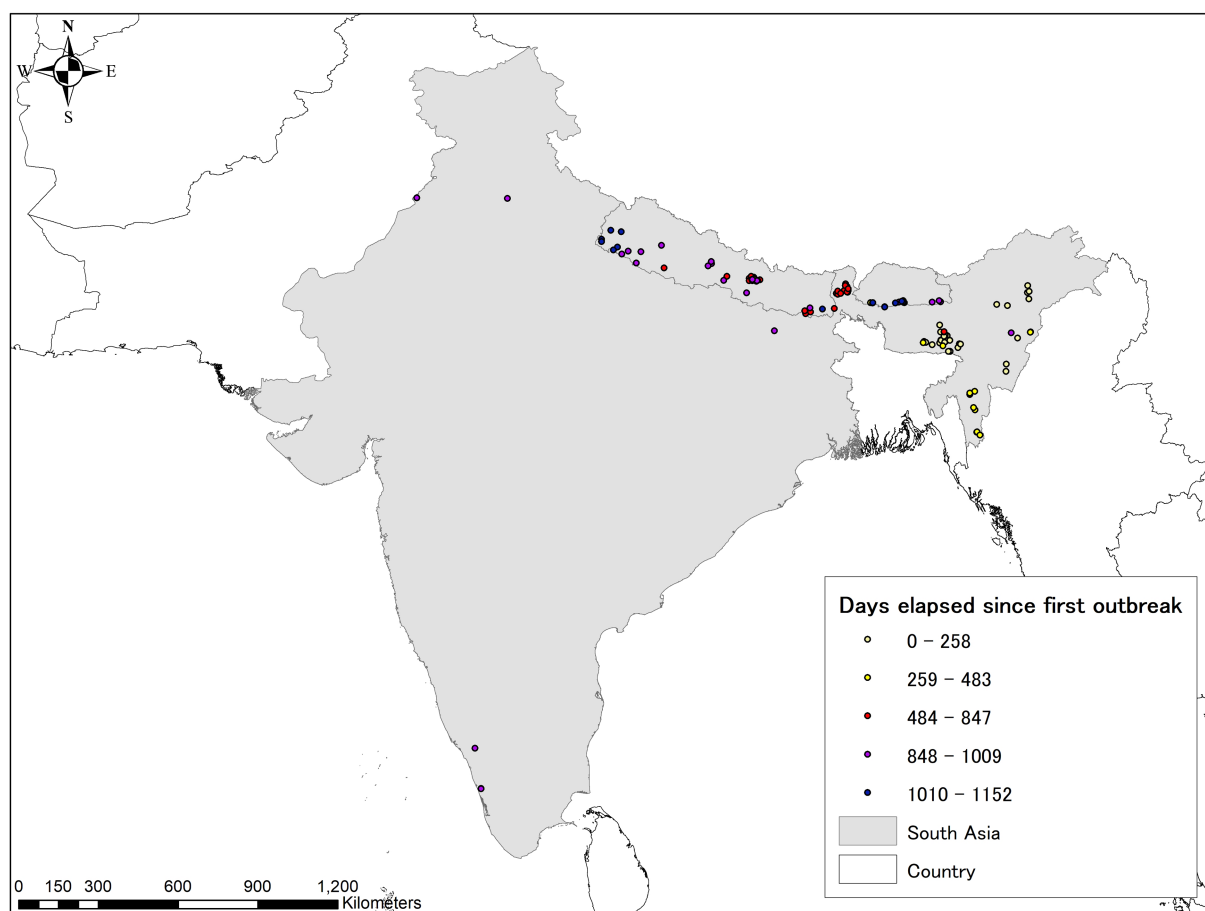 N
W E
S
Days elapsed since first outbreak
0 - 258
259 - 483
484 - 847
848 - 1009
1010 - 1152
South Asia
Country
0 150 300 600 900 1,200
Kilometers